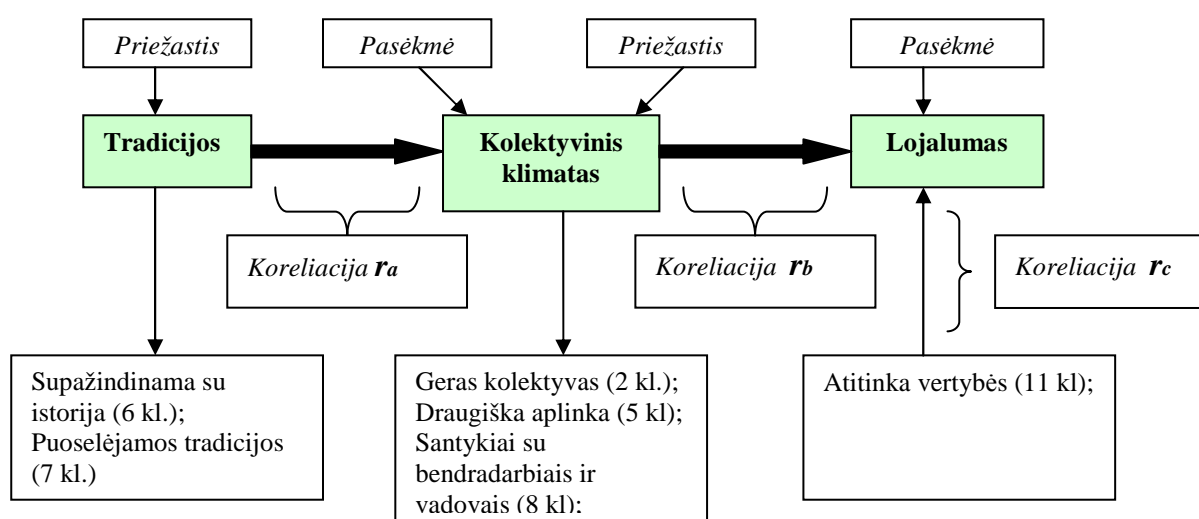 Priežastis
Pasėkmė
Priežastis
Pasėkmė
Tradicijos
Kolektyvinis
klimatas
Lojalumas
Koreliacija ra
Koreliacija rb
Koreliacija rc
Supažindinama su
istorija (6 kl.);
Puoselėjamos tradicijos
(7 kl.)
Geras kolektyvas (2 kl.);
Draugiška aplinka (5 kl);
Santykiai su
bendradarbiais ir
vadovais (8 kl);
Atitinka vertybės (11 kl);